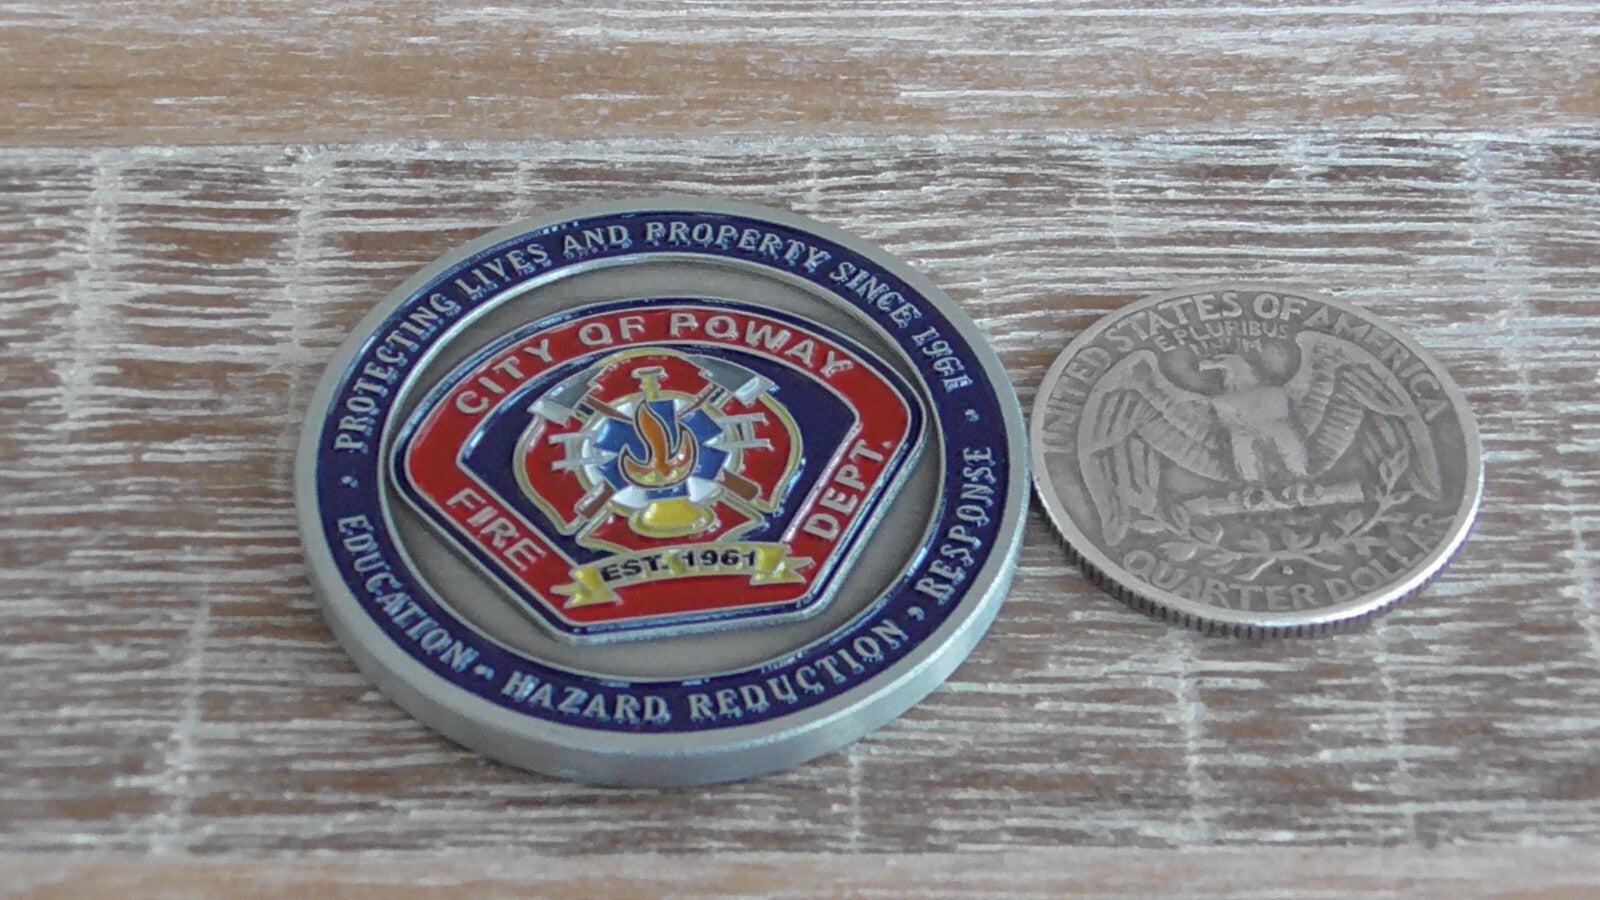 PROTECTING LIVES AND PROPERTY SINCE 1961
CITY OF POWAY
FIRE DEPT.
EST. 1961
EDUCATION • HAZARD REDUCTION • RESPONSE
UNITED STATES OF AMERICA
E PLURIBUS
UNUM
QUARTER DOLLAR